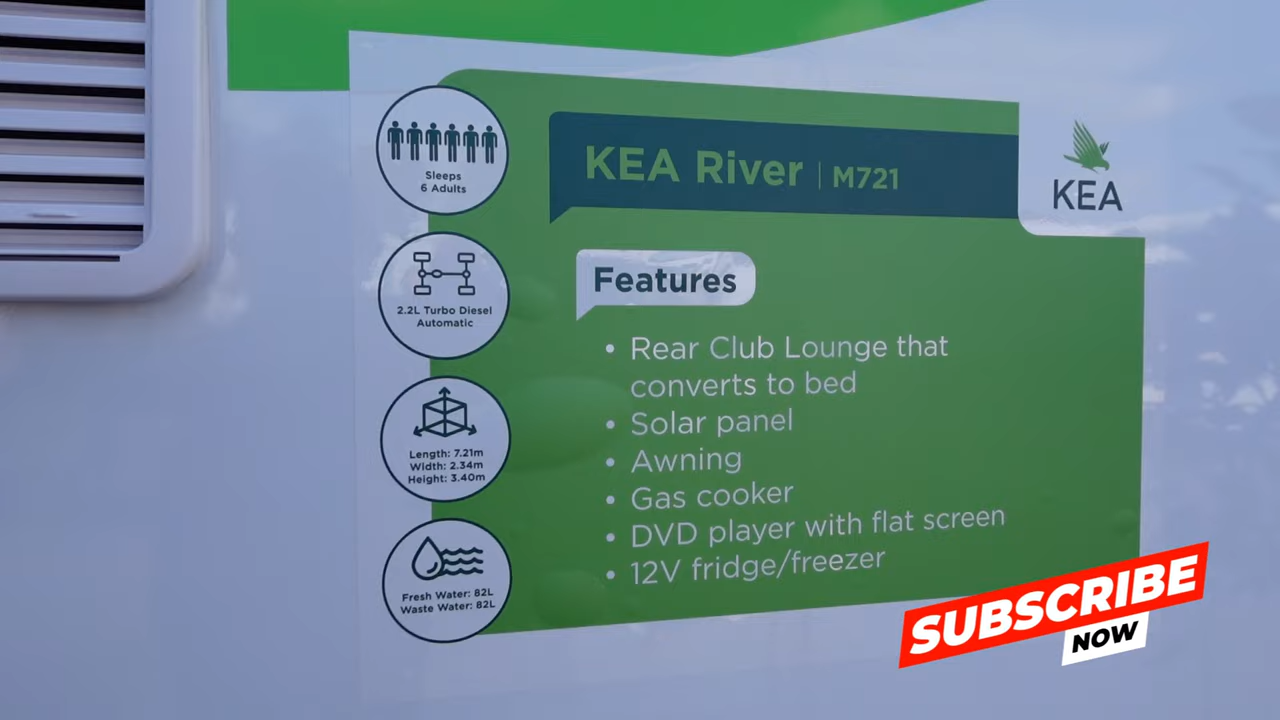 Sleeps
6 Adults
KEA River | M721
KEA
2.2L Turbo Diesel
Automatic
Features
Rear Club Lounge that
converts to bed
Solar panel
Awning
Gas cooker
DVD player with flat screen
12V fridge/freezer
Length: 7.21m
Width: 2.34m
Height: 3.40m
Fresh Water: 82L
Waste Water: 82L
SUBSCRIBE
NOW